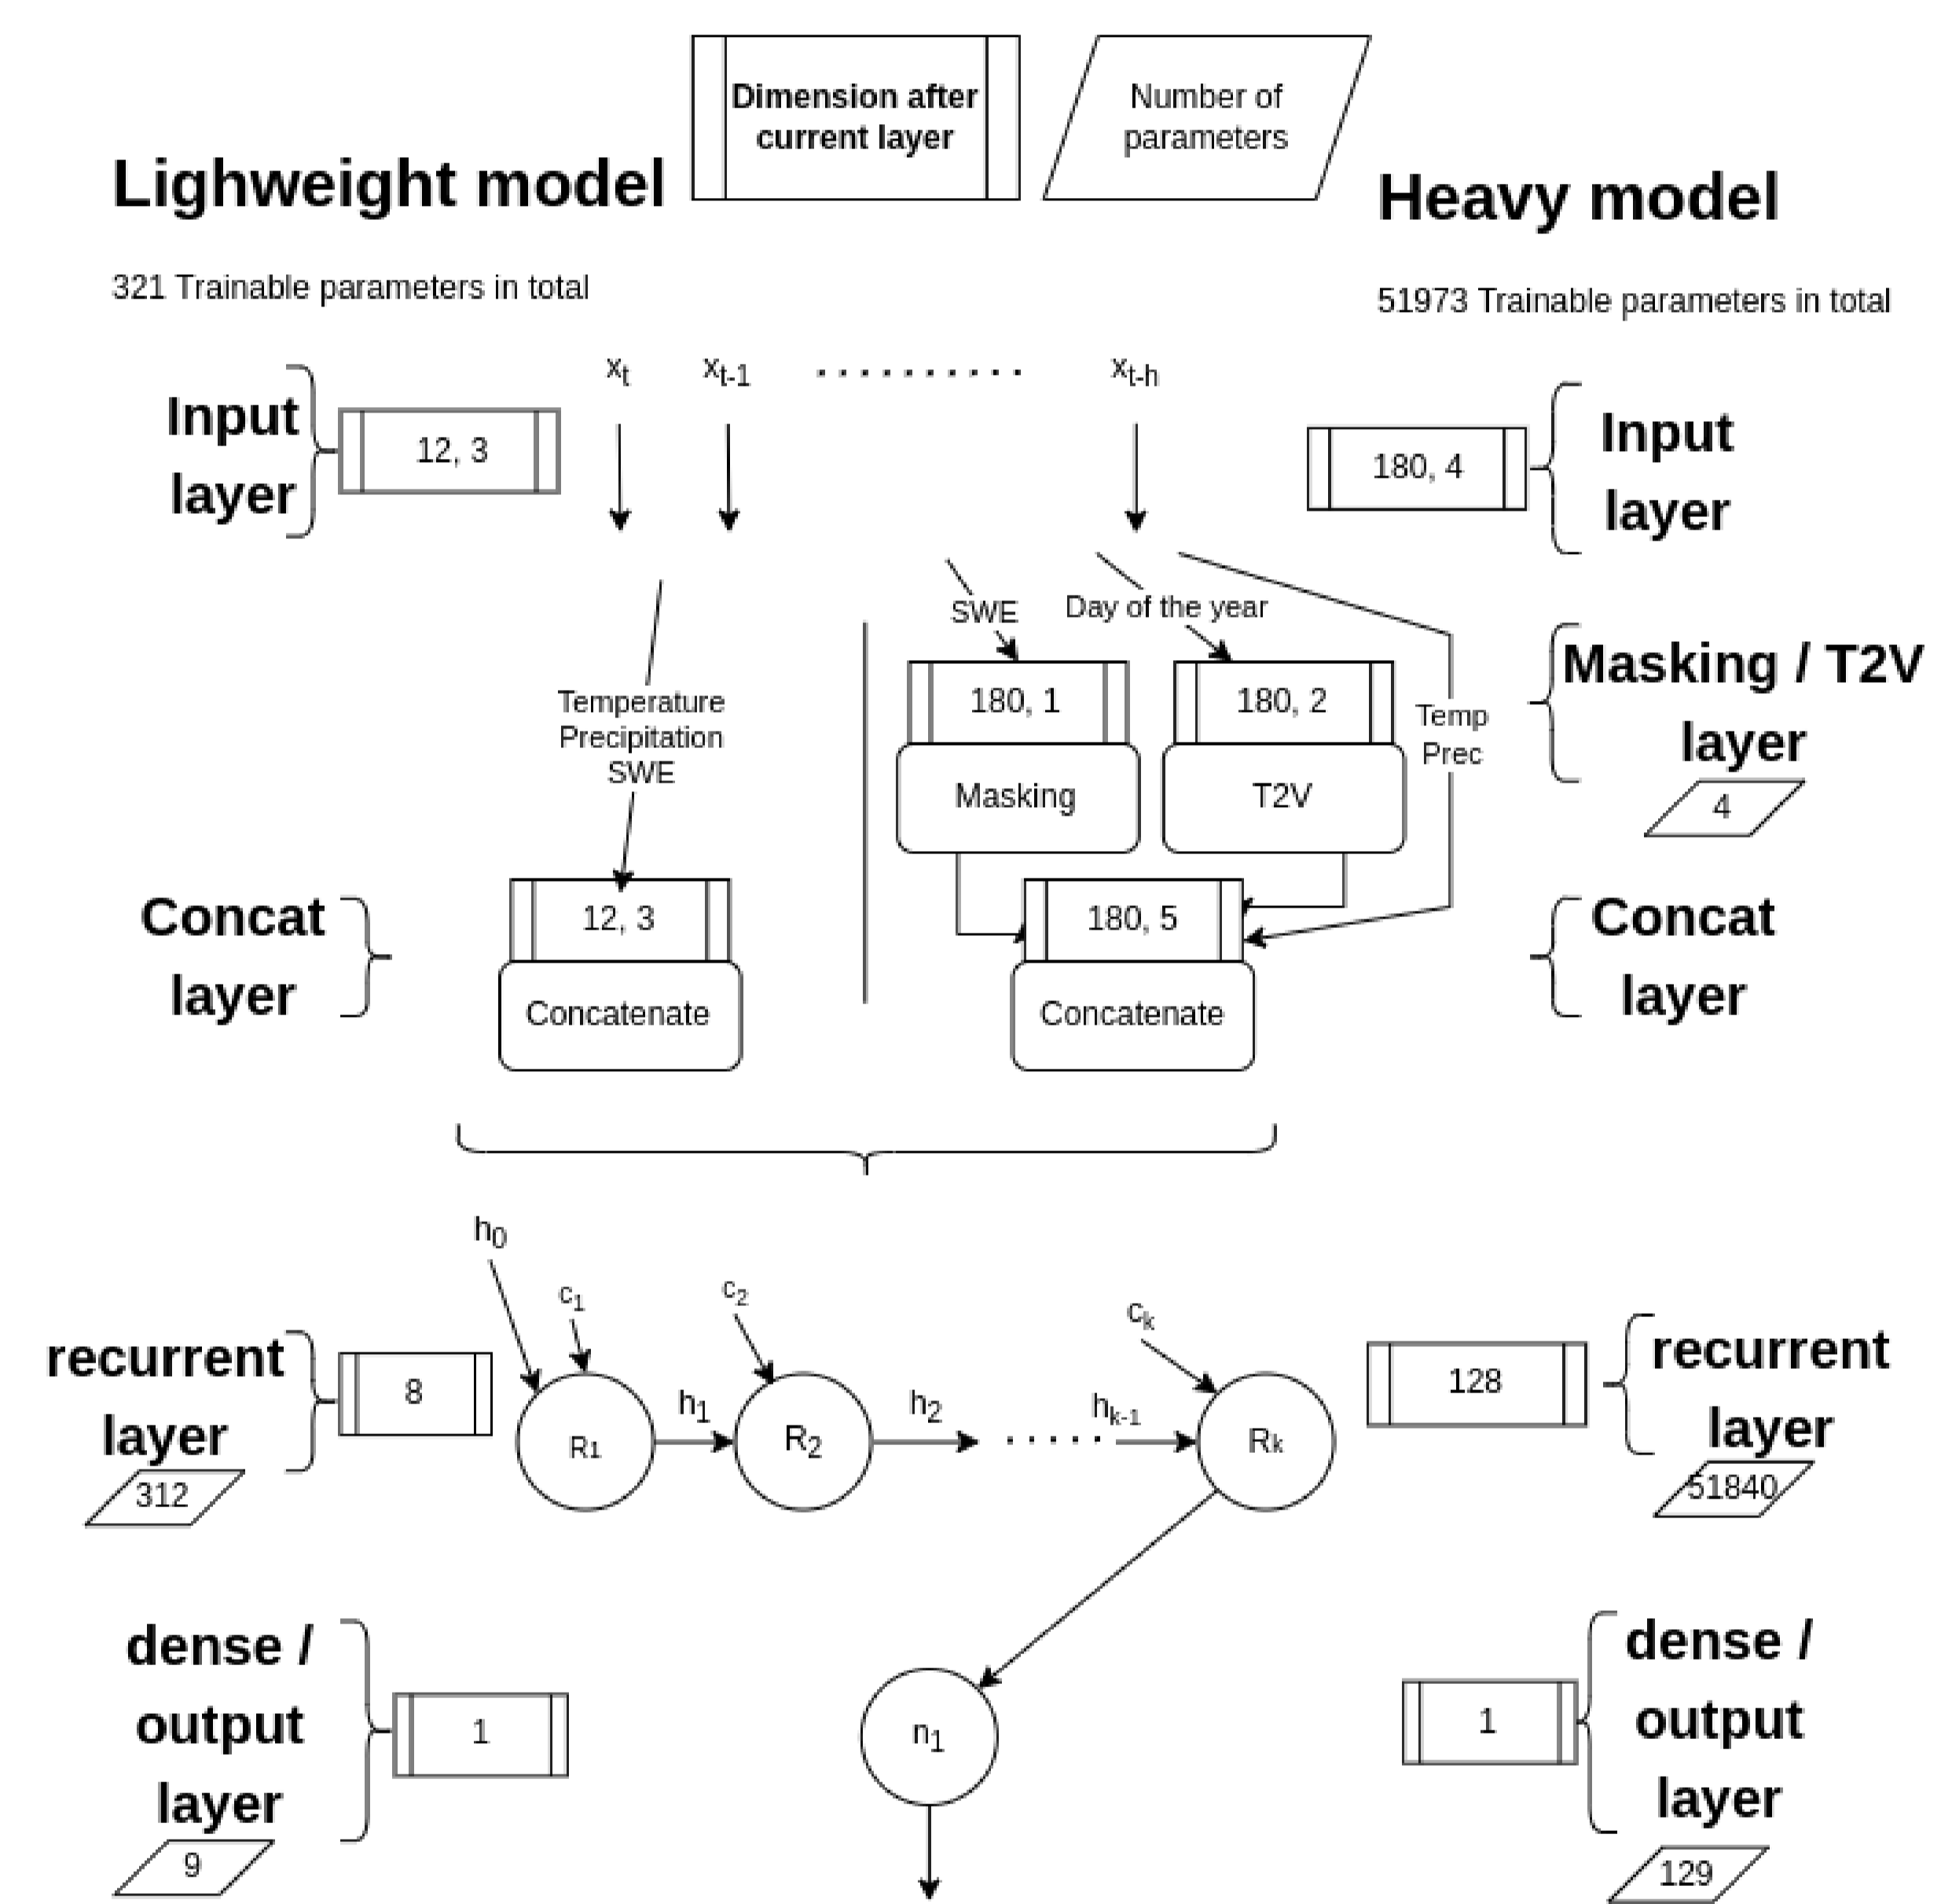 Dimension after
current layer
Number of
parameters
Lighweight model
Heavy model
321 Trainable parameters in total
51973 Trainable parameters in total
Input
layer
12, 3
xt
xt-1
..........
xt-h
180, 4
Input
layer
Temperature
Precipitation
SWE
SWE
Day of the year
180, 1
Masking
180, 2
T2V
Temp
Prec
Masking / T2V
layer
4
Concat
layer
12, 3
Concatenate
180, 5
Concatenate
Concat
layer
h0
c1
c2
ck
recurrent
layer
312
8
R1
h1
R2
h2
.....
hk-1
Rk
128
recurrent
layer
51840
dense /
output
layer
9
1
n1
1
dense /
output
layer
129